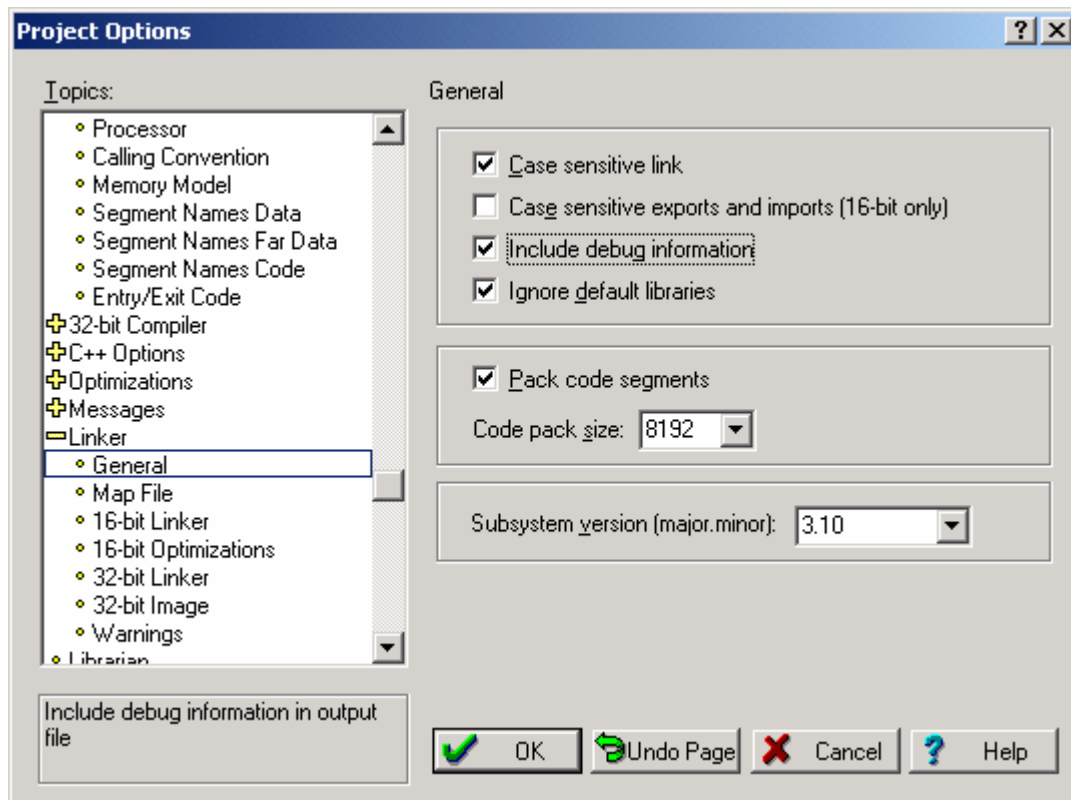 Project Options
Topics:
Processor
Calling Convention
Memory Model
Segment Names Data
Segment Names Far Data
Segment Names Code
Entry/Exit Code
32-bit Compiler
C++ Options
Optimizations
Messages
Linker
General
Map File
16-bit Linker
16-bit Optimizations
32-bit Linker
32-bit Image
Warnings
Librarian
Include debug information in output
file
General
Case sensitive link
Case sensitive exports and imports (16-bit only)
Include debug information
Ignore default libraries
Pack code segments
Code pack size: 8192
Subsystem version (major.minor): 3.10
OK Undo Page Cancel Help